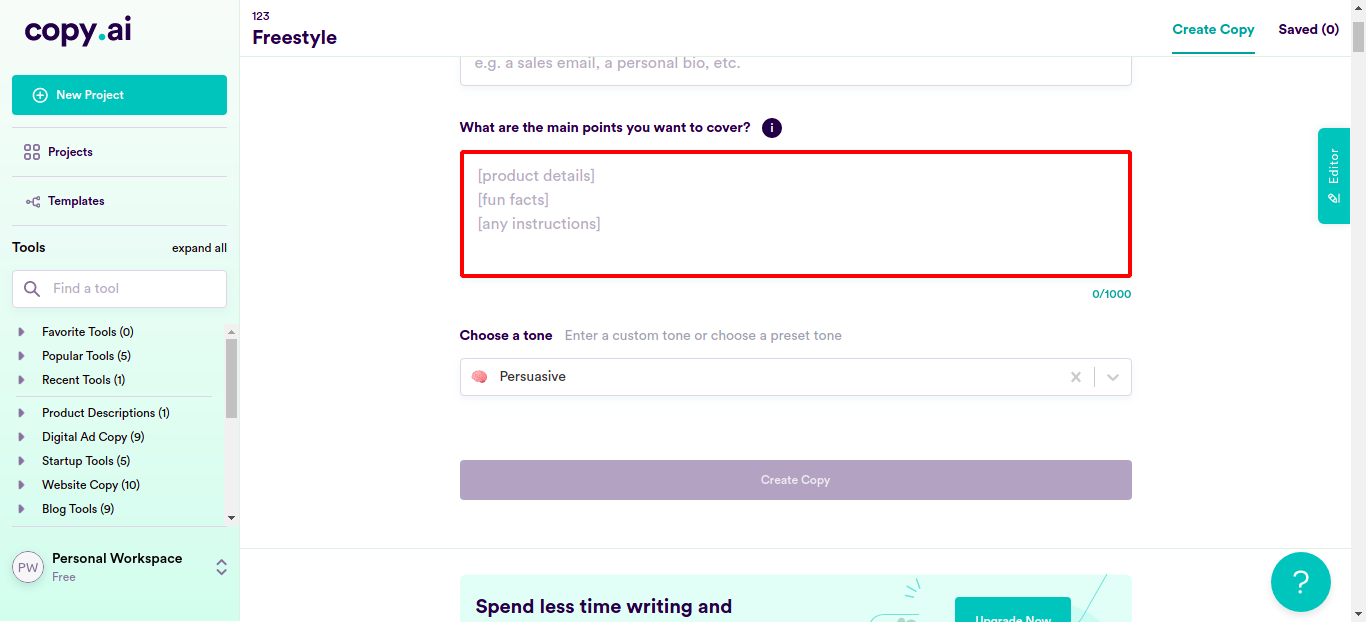 copy.ai
New Project
Projects
Templates
Tools
expand all
Find a tool
Favorite Tools (0)
Popular Tools (5)
Recent Tools (1)
Product Descriptions (1)
Digital Ad Copy (9)
Startup Tools (5)
Website Copy (10)
Blog Tools (9)
PW
Personal Workspace
Free
123
Freestyle
Create Copy
Saved (0)
e.g. a sales email, a personal bio, etc.
What are the main points you want to cover?
i
[product details]
[fun facts]
[any instructions]
0/1000
Choose a tone
Enter a custom tone or choose a preset tone
Persuasive
Create Copy
Spend less time writing and
Upgrade Now
Editor
?